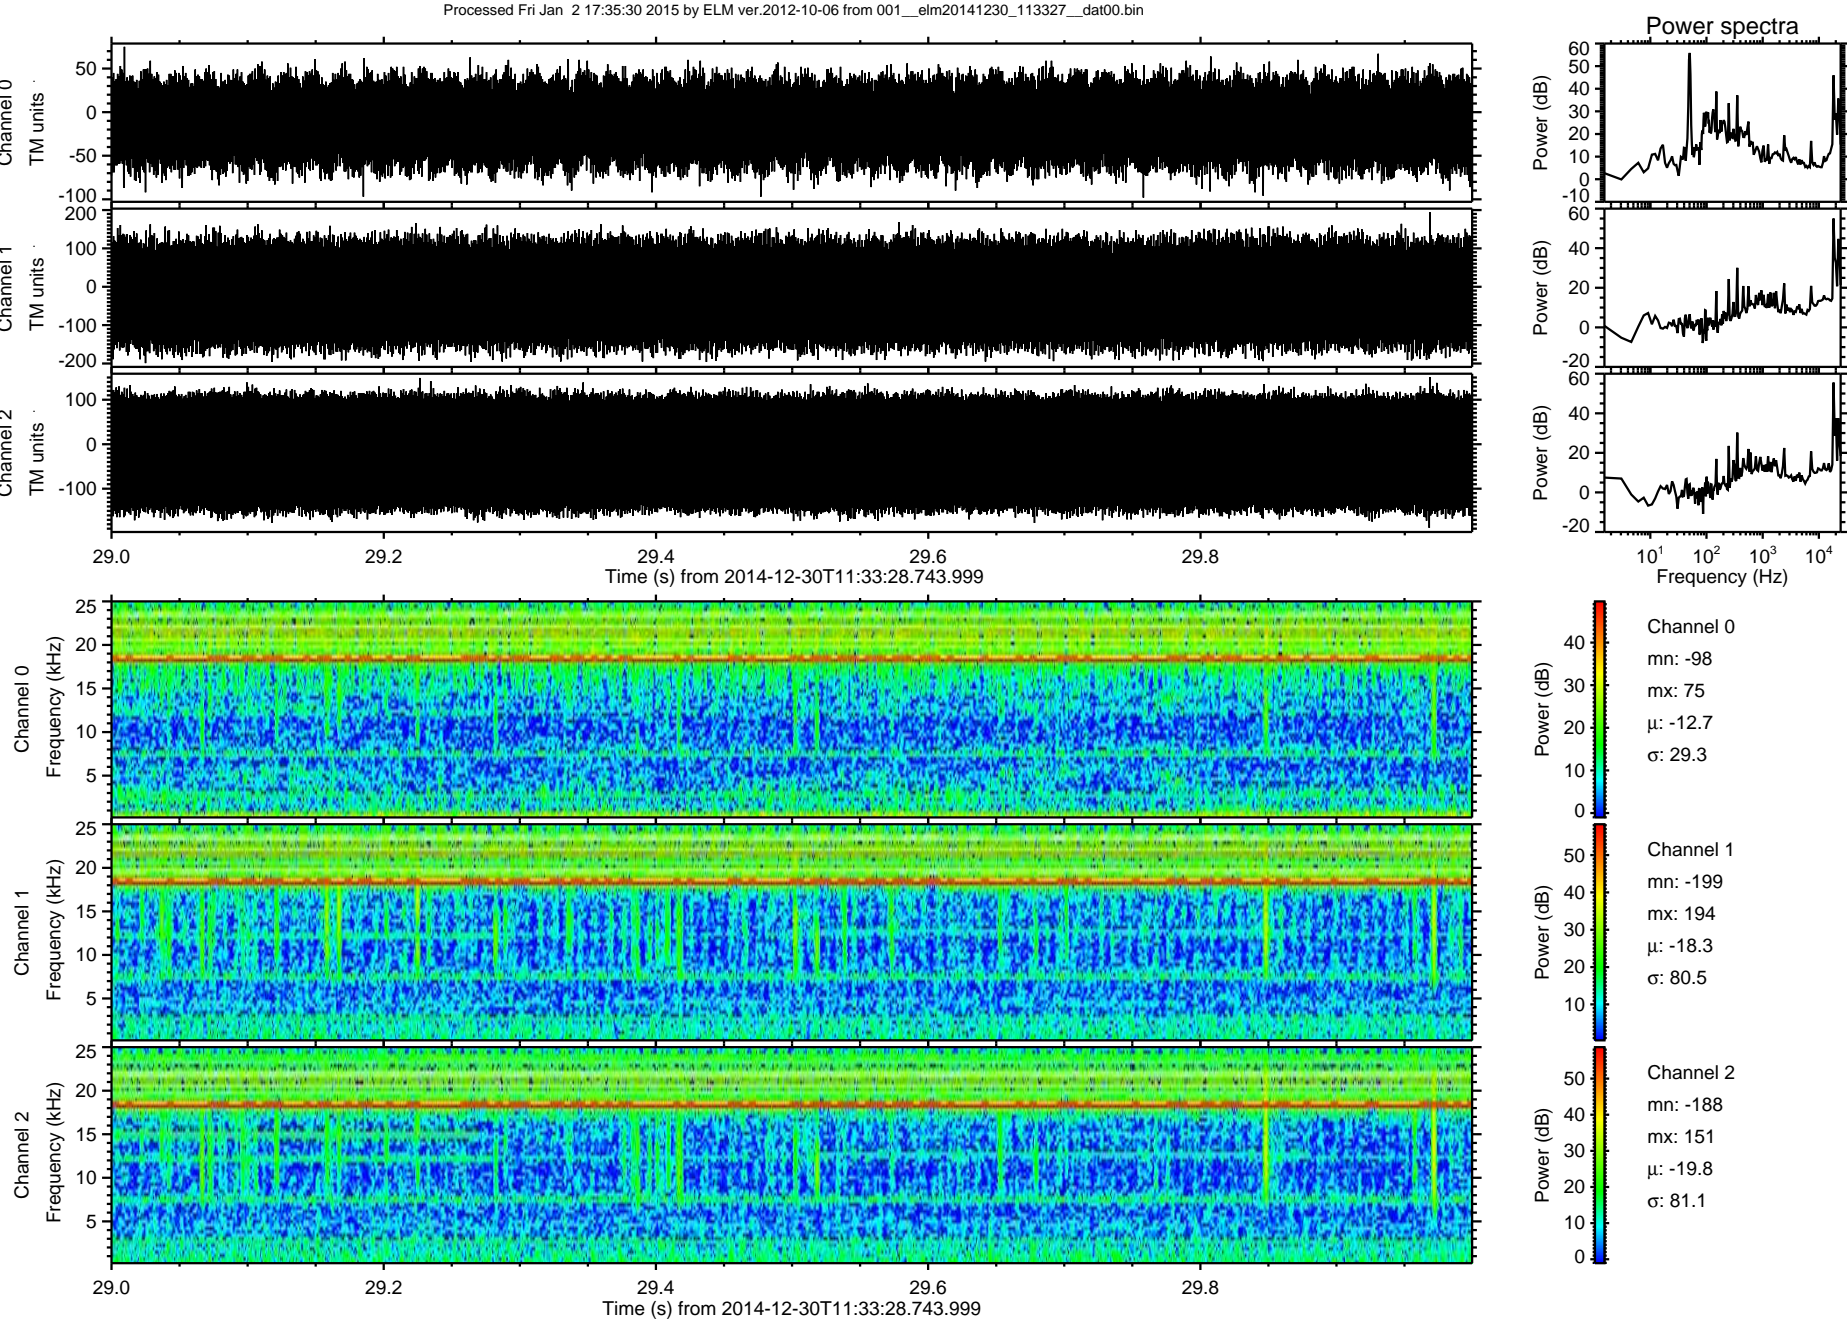 Processed Fri Jan  2 17:35:30 2015 by ELM ver.2012-10-06 from 001__elm20141230_113327__dat00.bin
Power spectra
Channel 0
TM units
50
0
-50
-100
Power (dB)
60
50
40
30
20
10
0
-10
Channel 1
TM units
200
100
0
-100
-200
Power (dB)
60
40
20
0
-20
Channel 2
TM units
100
0
-100
Power (dB)
60
40
20
0
-20
29.0 29.2 29.4 29.6 29.8
Time (s) from 2014-12-30T11:33:28.743.999
10^1 10^2 10^3 10^4
Frequency (Hz)
Channel 0
Frequency (kHz)
25
20
15
10
5
Power (dB)
40
30
20
10
0
Channel 0
mn: -98
mx: 75
μ: -12.7
σ: 29.3
Channel 1
Frequency (kHz)
25
20
15
10
5
Power (dB)
50
40
30
20
10
Channel 1
mn: -199
mx: 194
μ: -18.3
σ: 80.5
Channel 2
Frequency (kHz)
25
20
15
10
5
Power (dB)
50
40
30
20
10
0
Channel 2
mn: -188
mx: 151
μ: -19.8
σ: 81.1
29.0 29.2 29.4 29.6 29.8
Time (s) from 2014-12-30T11:33:28.743.999